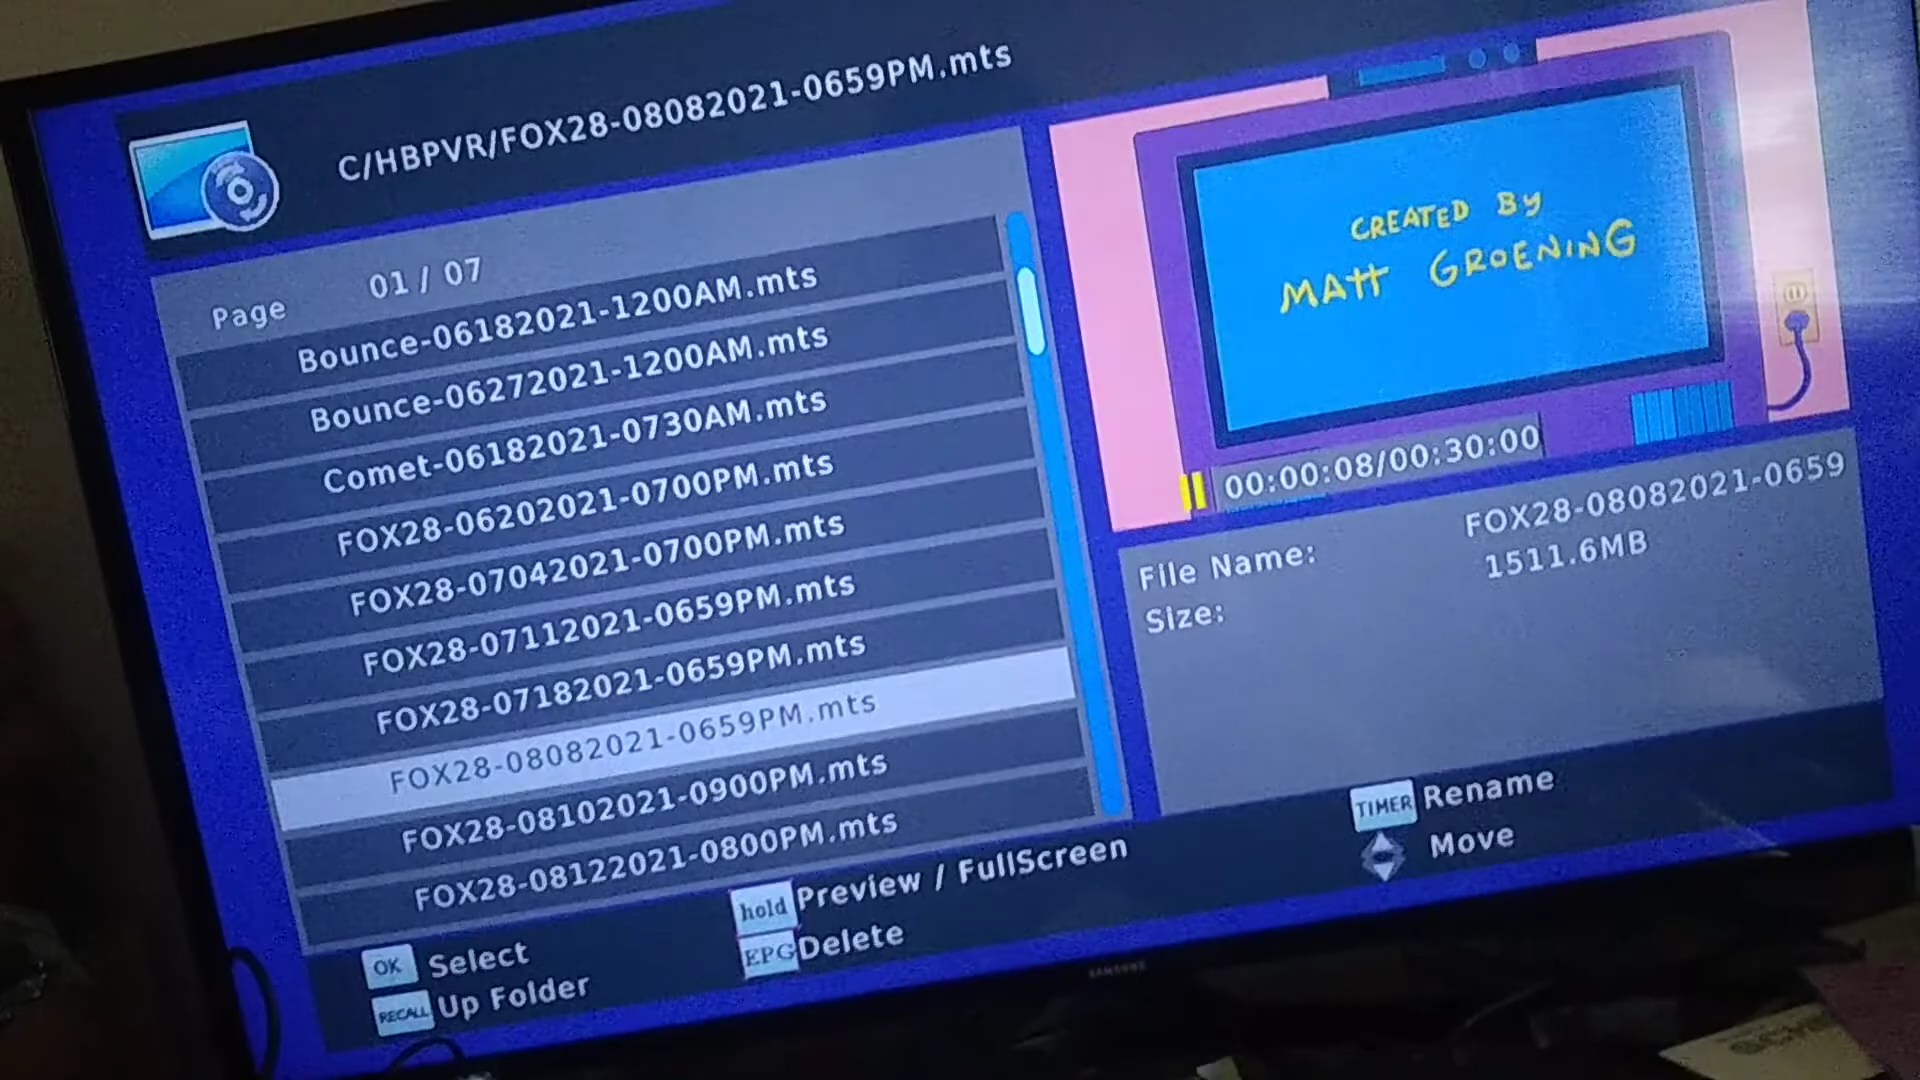 C/HBPVR/FOX28-08082021-0659PM.mts
Page 01 / 07
Bounce-06182021-1200AM.mts
Bounce-06272021-1200AM.mts
Comet-06182021-0730AM.mts
FOX28-06202021-0700PM.mts
FOX28-07042021-0700PM.mts
FOX28-07112021-0659PM.mts
FOX28-07182021-0659PM.mts
FOX28-08082021-0659PM.mts
FOX28-08102021-0900PM.mts
FOX28-08122021-0800PM.mts
CREATED BY
MATT GROENING
00:00:08/00:30:00
File Name: FOX28-08082021-0659
Size: 1511.6MB
OK Select
hold Preview / FullScreen
TIMER Rename
RECALL Up Folder
EPG Delete
Move
SAMSUNG